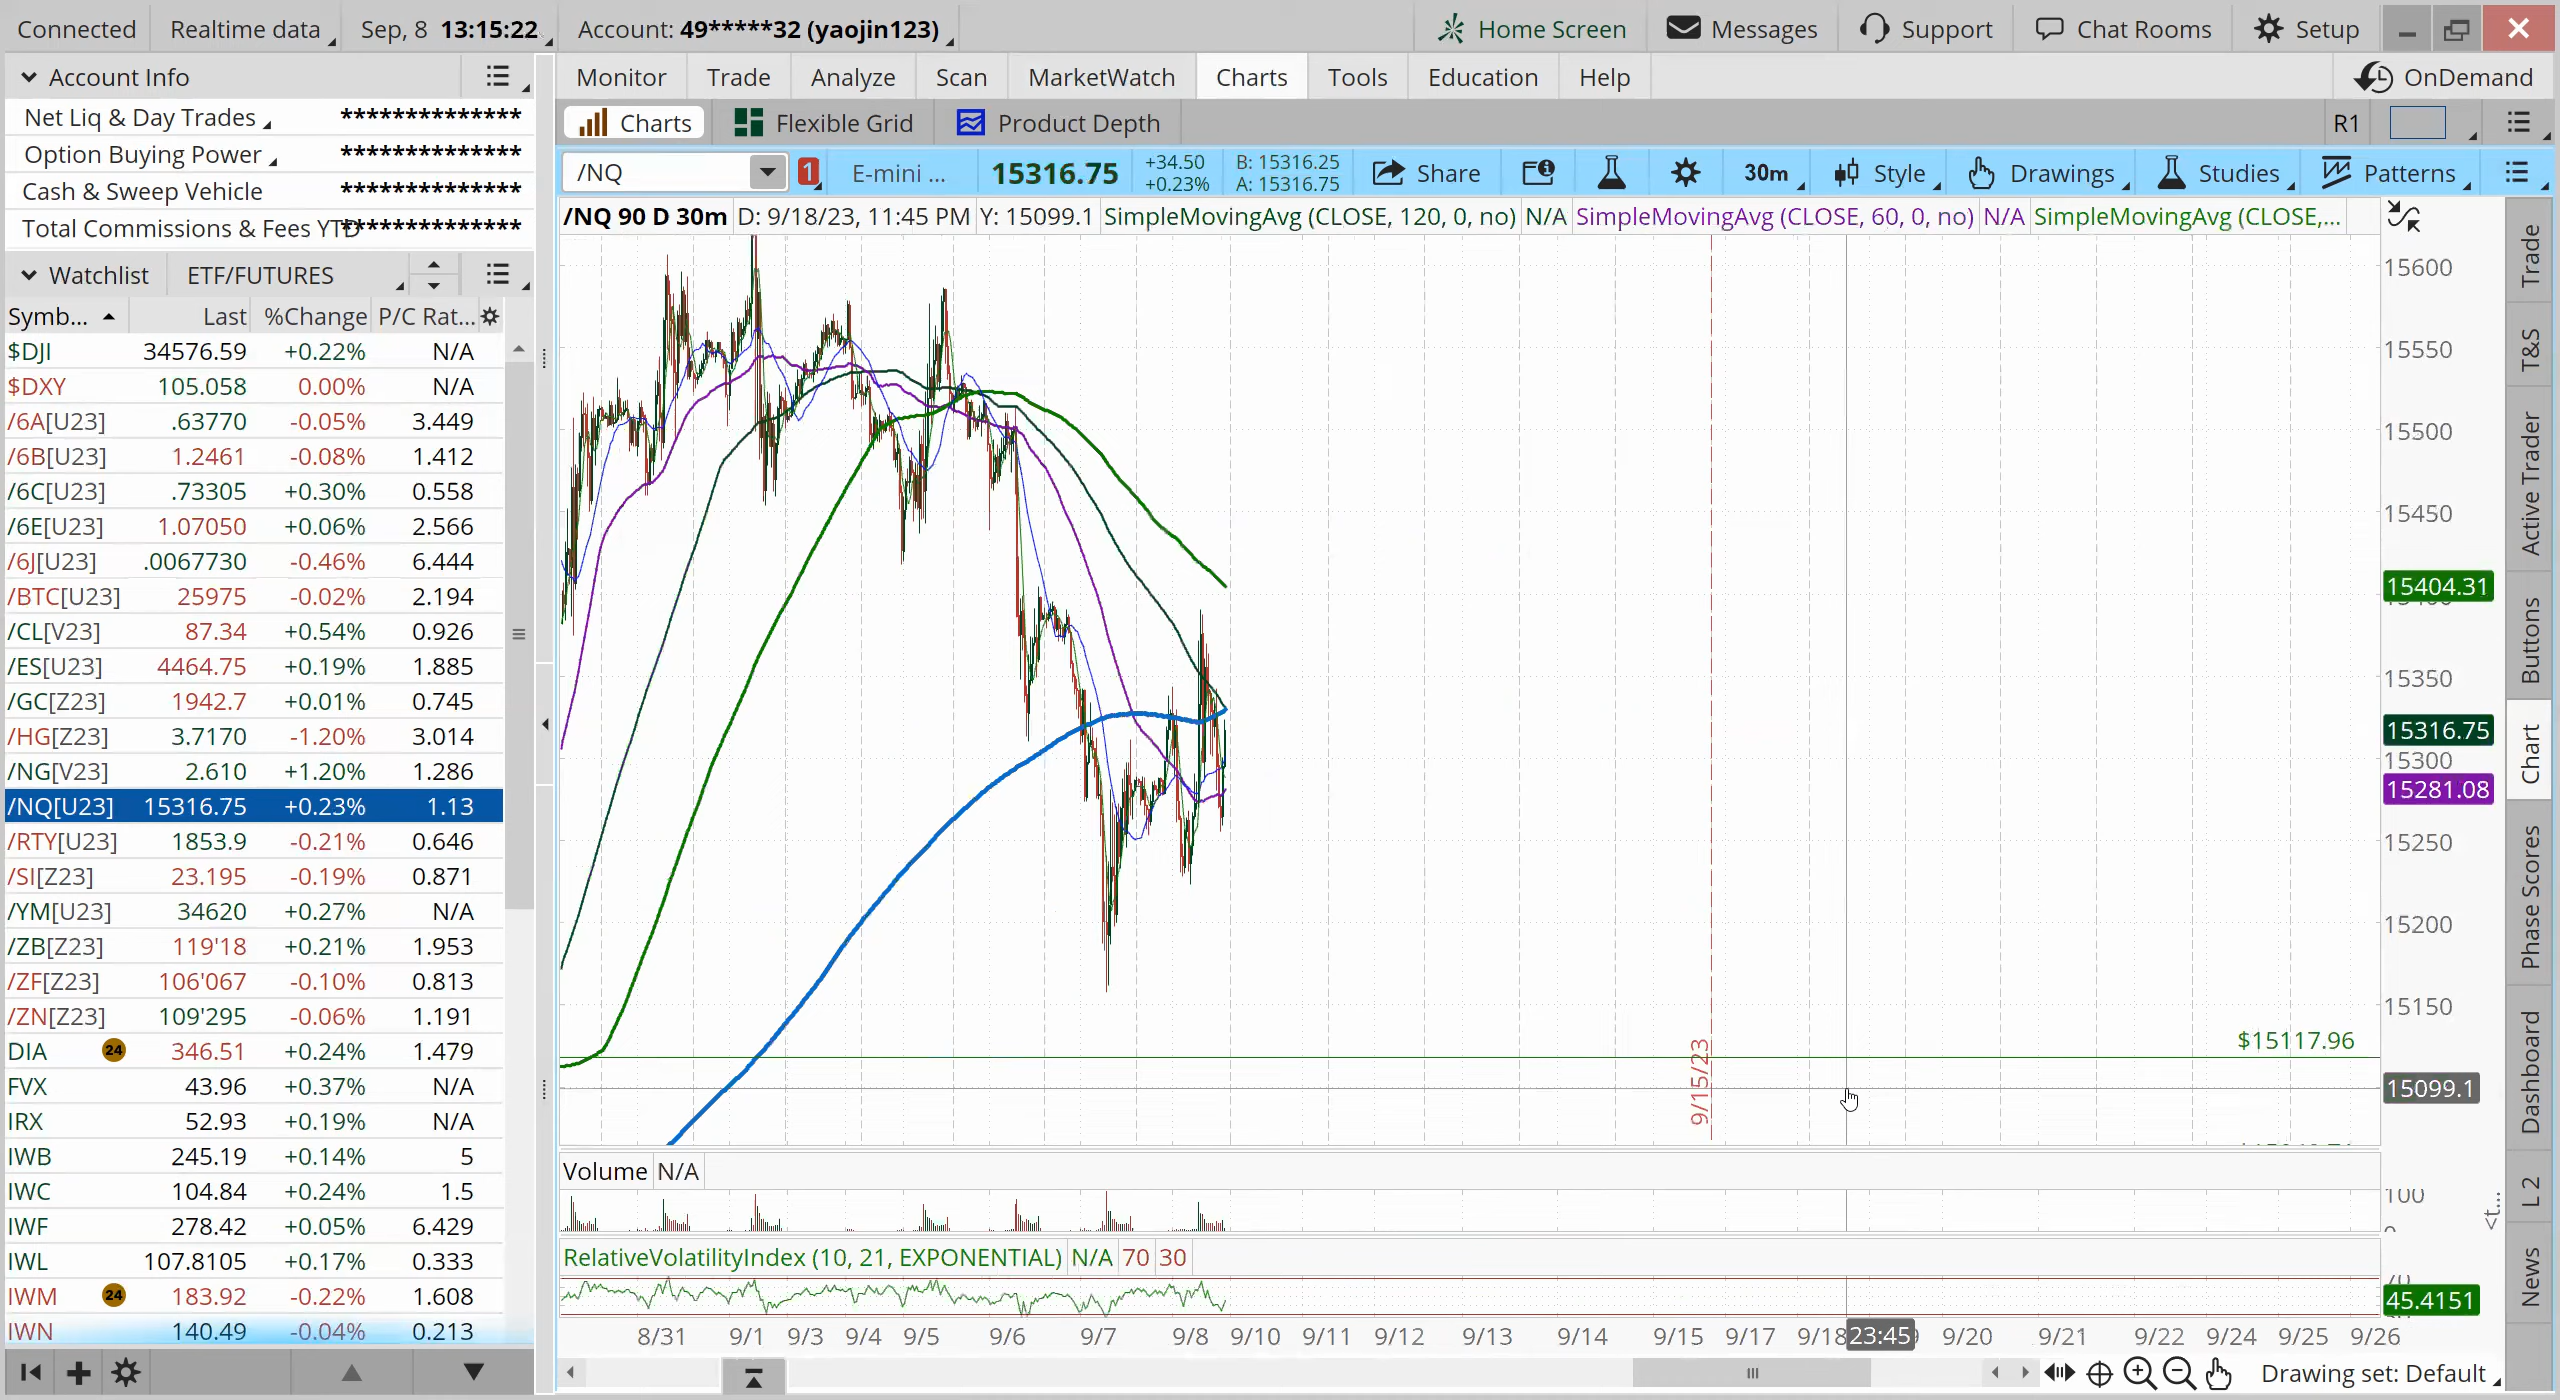 Connected Realtime data Sep, 8 13:15:22 Account: 49*****32 (yaojin123) Home Screen Messages Support Chat Rooms Setup
Account Info
Net Liq & Day Trades **************
Option Buying Power **************
Cash & Sweep Vehicle **************
Total Commissions & Fees YTD **************
Watchlist ETF/FUTURES
Symb... Last %Change P/C Rat...
$DJI 34576.59 +0.22% N/A
$DXY 105.058 0.00% N/A
/6A[U23] .63770 -0.05% 3.449
/6B[U23] 1.2461 -0.08% 1.412
/6C[U23] .73305 +0.30% 0.558
/6E[U23] 1.07050 +0.06% 2.566
/6J[U23] .0067730 -0.46% 6.444
/BTC[U23] 25975 -0.02% 2.194
/CL[V23] 87.34 +0.54% 0.926
/ES[U23] 4464.75 +0.19% 1.885
/GC[Z23] 1942.7 +0.01% 0.745
/HG[Z23] 3.7170 -1.20% 3.014
/NG[V23] 2.610 +1.20% 1.286
/NQ[U23] 15316.75 +0.23% 1.13
/RTY[U23] 1853.9 -0.21% 0.646
/SI[Z23] 23.195 -0.19% 0.871
/YM[U23] 34620 +0.27% N/A
/ZB[Z23] 119'18 +0.21% 1.953
/ZF[Z23] 106'067 -0.10% 0.813
/ZN[Z23] 109'295 -0.06% 1.191
DIA 24 346.51 +0.24% 1.479
FVX 43.96 +0.37% N/A
IRX 52.93 +0.19% N/A
IWB 245.19 +0.14% 5
IWC 104.84 +0.24% 1.5
IWF 278.42 +0.05% 6.429
IWL 107.8105 +0.17% 0.333
IWM 24 183.92 -0.22% 1.608
IWN 140.49 -0.04% 0.213
Monitor Trade Analyze Scan MarketWatch Charts Tools Education Help OnDemand
Charts Flexible Grid Product Depth R1
/NQ 1 E-mini ... 15316.75 +34.50 B: 15316.25 Share 30m Style Drawings Studies Patterns
+0.23% A: 15316.75
/NQ 90 D 30m D: 9/18/23, 11:45 PM Y: 15099.1 SimpleMovingAvg (CLOSE, 120, 0, no) N/A SimpleMovingAvg (CLOSE, 60, 0, no) N/A SimpleMovingAvg (CLOSE,...
15600
15550
15500
15450
15404.31
15350
15316.75
15300
15281.08
15250
15200
15150
$15117.96
15099.1
9/15/23
Volume N/A
100
0
<t...
RelativeVolatilityIndex (10, 21, EXPONENTIAL) N/A 70 30
70
45.4151
8/31 9/1 9/3 9/4 9/5 9/6 9/7 9/8 9/10 9/11 9/12 9/13 9/14 9/15 9/17 9/18 23:45 9/20 9/21 9/22 9/24 9/25 9/26
Drawing set: Default
Trade
T&S
Active Trader
Buttons
Chart
Phase Scores
Dashboard
L 2
News